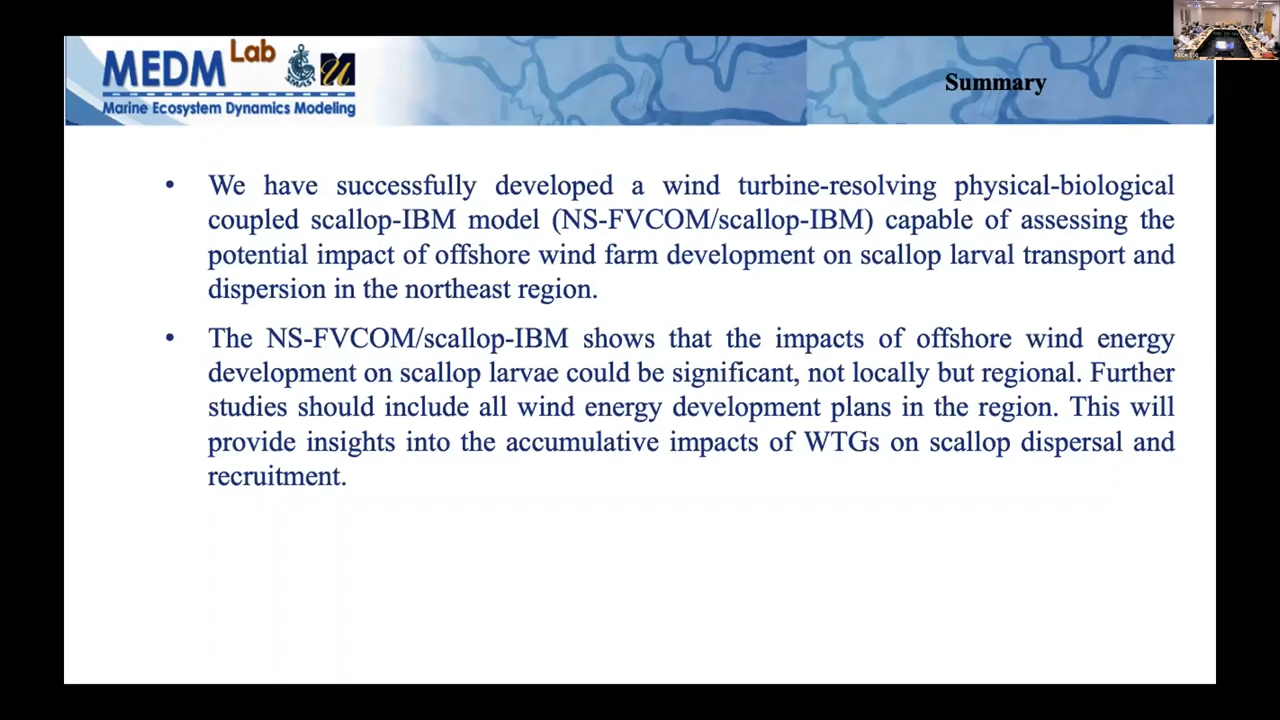 MEDM Lab
Marine Ecosystem Dynamics Modeling
Summary
• We have successfully developed a wind turbine-resolving physical-biological
coupled scallop-IBM model (NS-FVCOM/scallop-IBM) capable of assessing the
potential impact of offshore wind farm development on scallop larval transport and
dispersion in the northeast region.
• The NS-FVCOM/scallop-IBM shows that the impacts of offshore wind energy
development on scallop larvae could be significant, not locally but regional. Further
studies should include all wind energy development plans in the region. This will
provide insights into the accumulative impacts of WTGs on scallop dispersal and
recruitment.